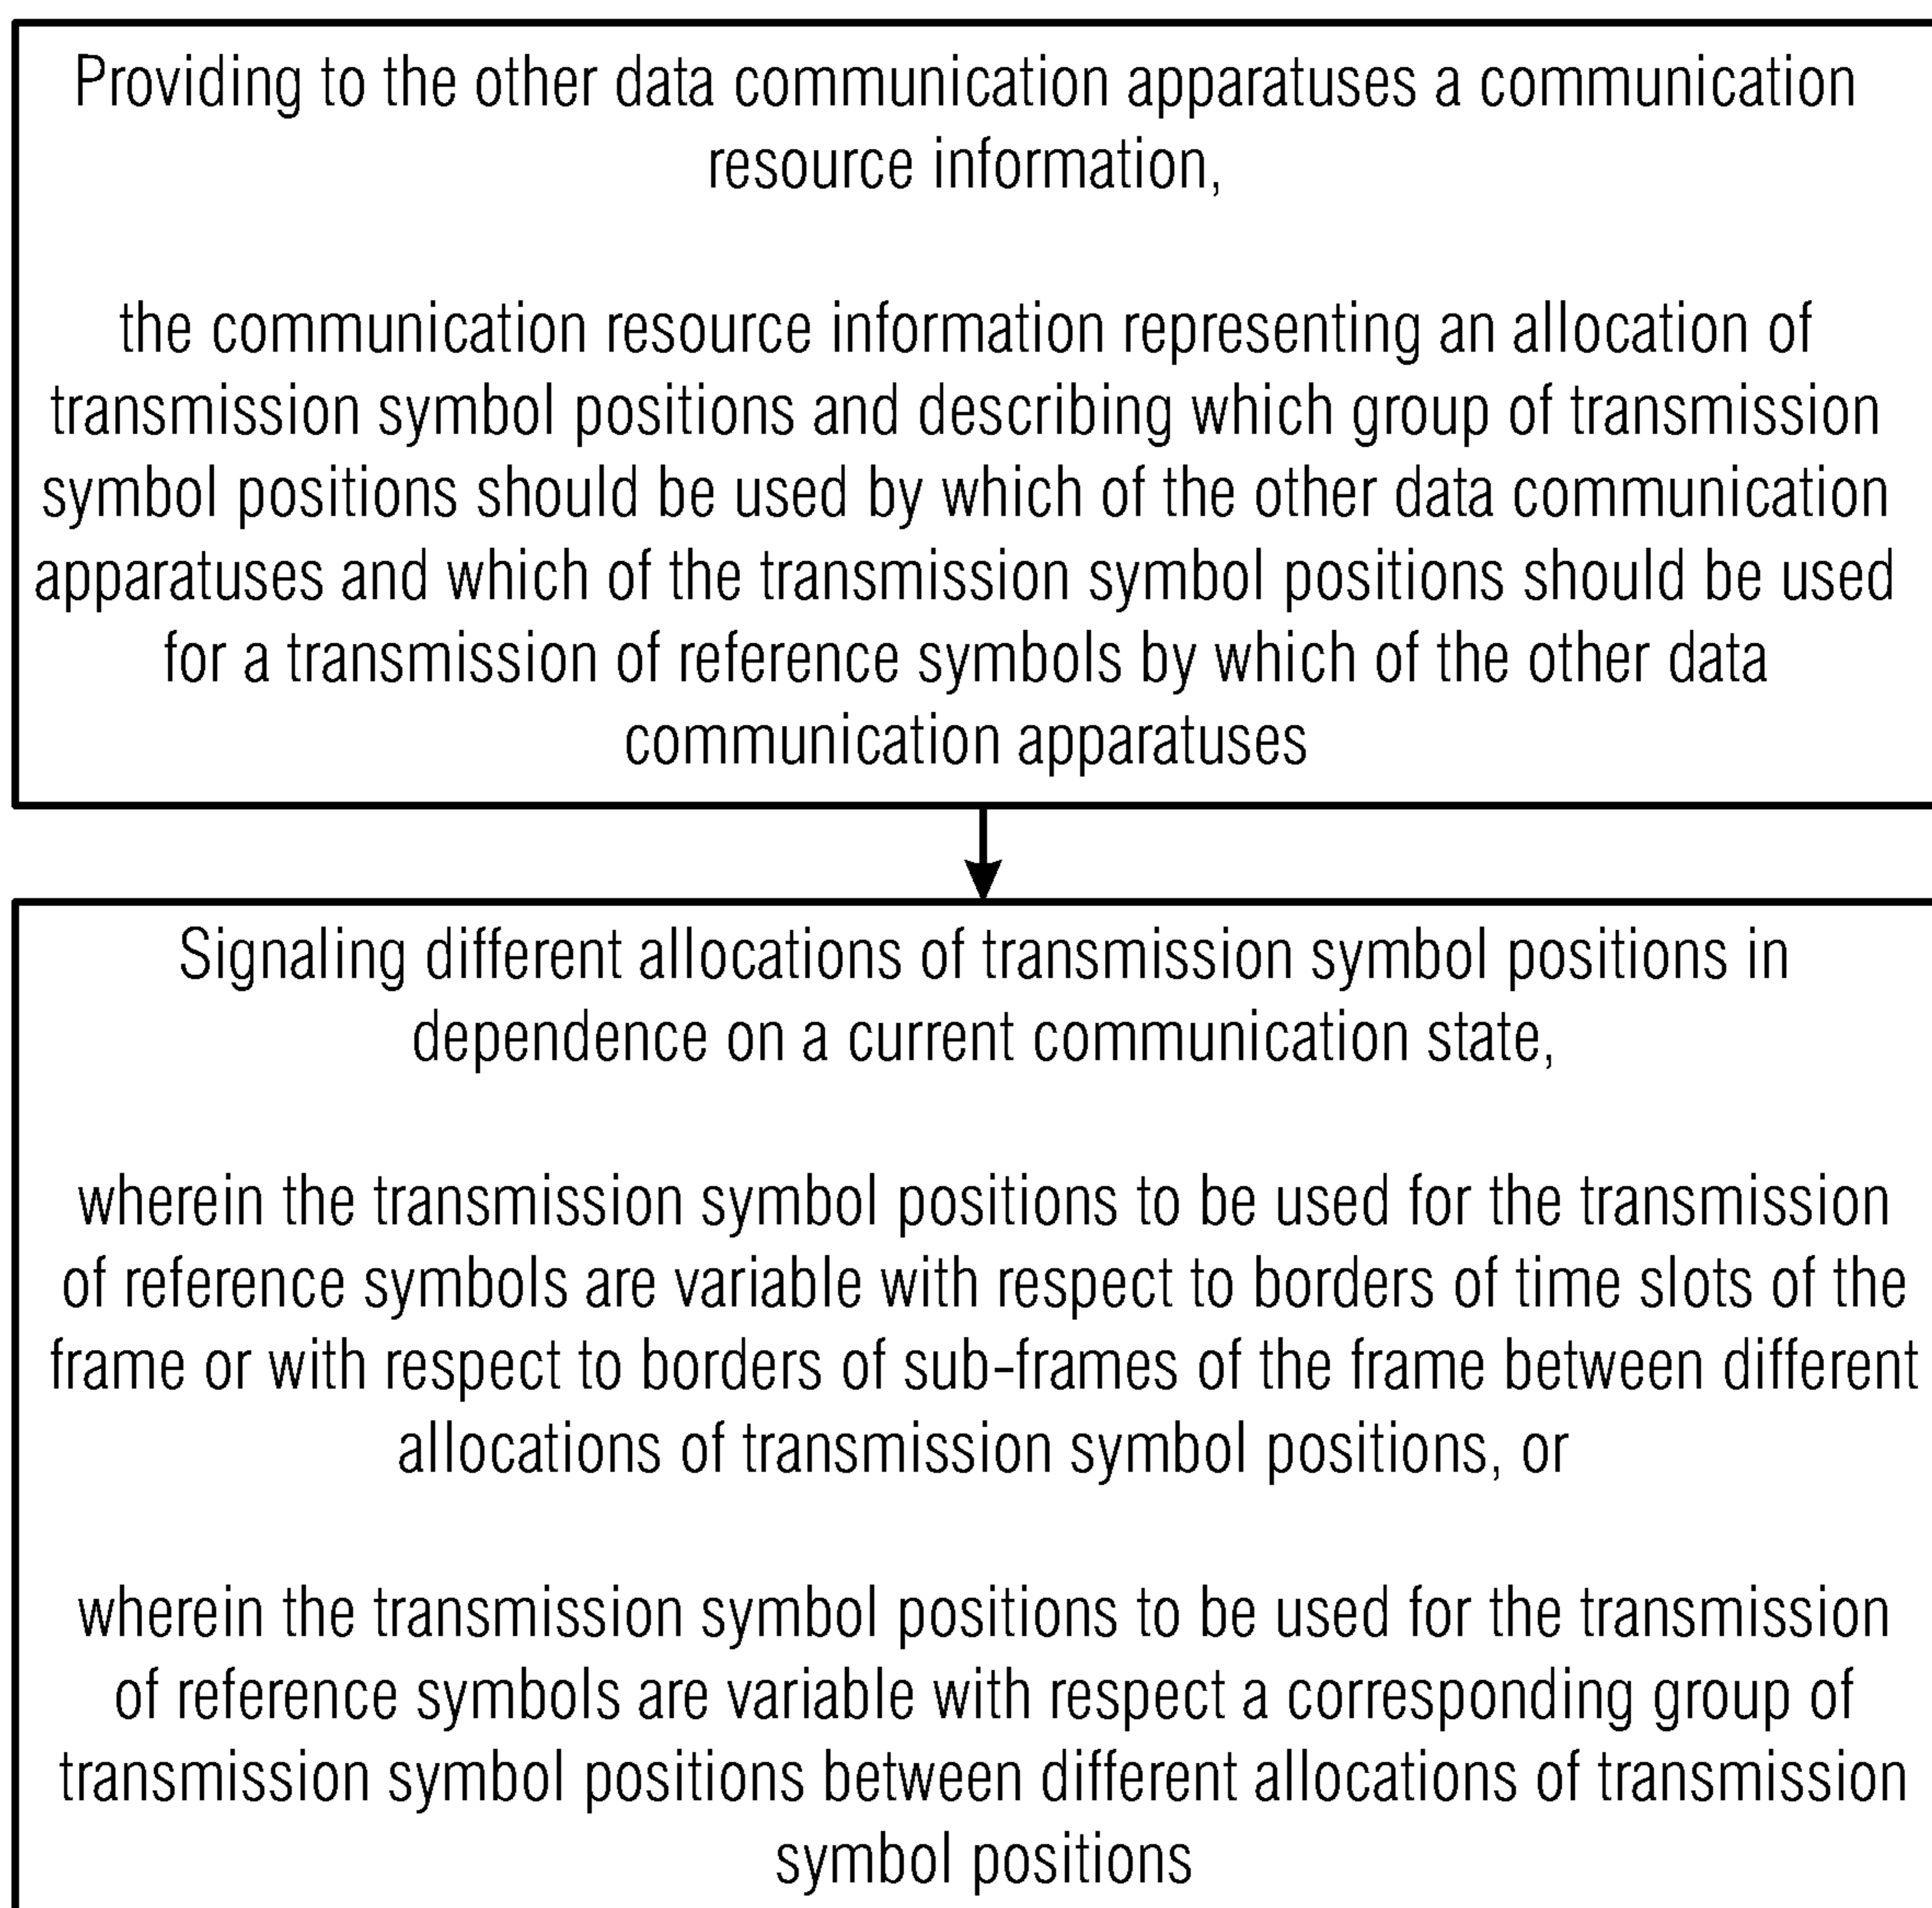 Providing to the other data communication apparatuses a communication
resource information,
the communication resource information representing an allocation of
transmission symbol positions and describing which group of transmission
symbol positions should be used by which of the other data communication
apparatuses and which of the transmission symbol positions should be used
for a transmission of reference symbols by which of the other data
communication apparatuses
Signaling different allocations of transmission symbol positions in
dependence on a current communication state,
wherein the transmission symbol positions to be used for the transmission
of reference symbols are variable with respect to borders of time slots of the
frame or with respect to borders of sub-frames of the frame between different
allocations of transmission symbol positions, or
wherein the transmission symbol positions to be used for the transmission
of reference symbols are variable with respect a corresponding group of
transmission symbol positions between different allocations of transmission
symbol positions